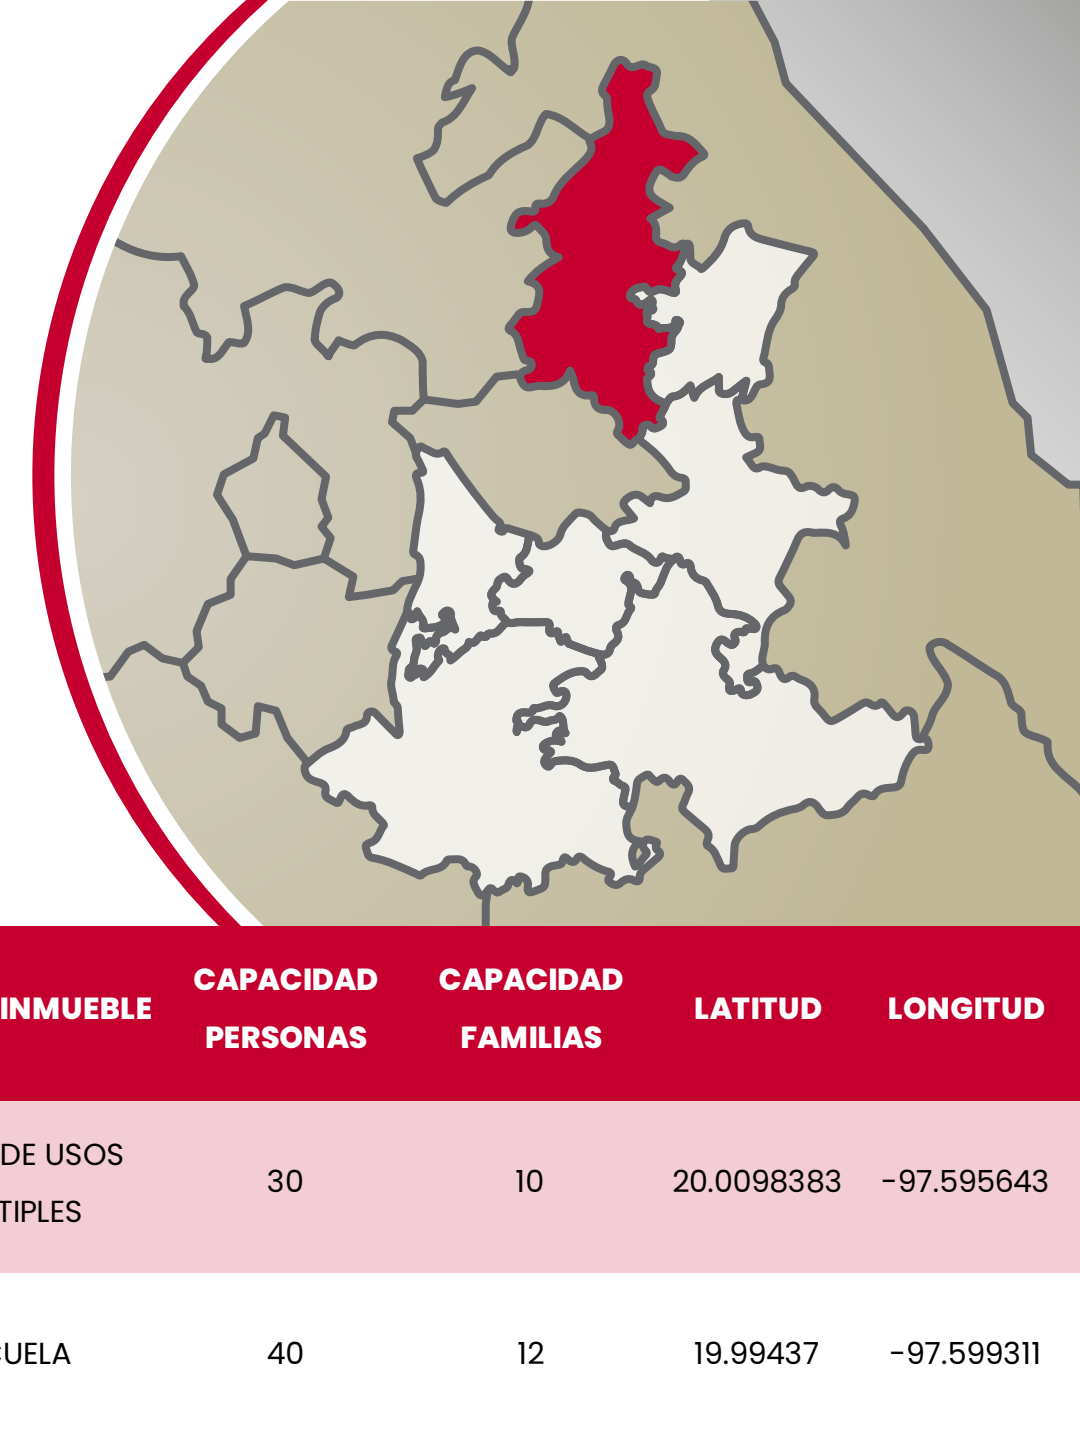 INMUEBLE
CAPACIDAD
PERSONAS
CAPACIDAD
FAMILIAS
LATITUD
LONGITUD
DE USOS
TIPLES
30
10
20.0098383
-97.595643
CUELA
40
12
19.99437
-97.599311